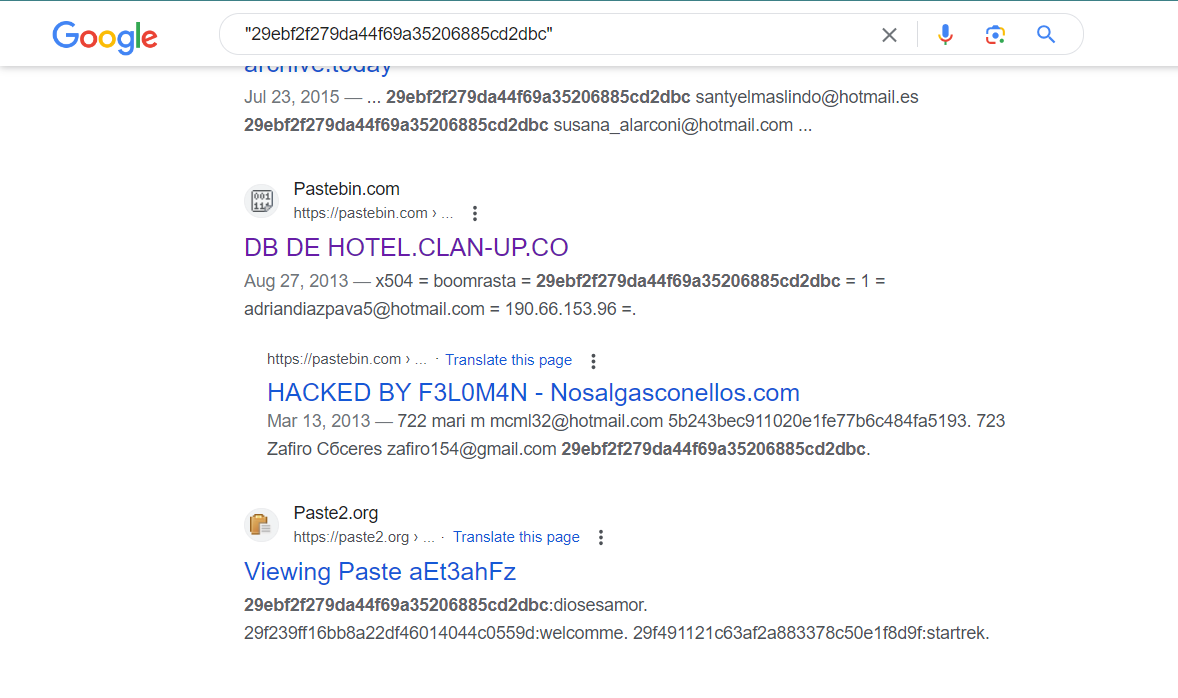 Google
"29ebf2f279da44f69a35206885cd2dbc"
archive.today
Jul 23, 2015 — ... 29ebf2f279da44f69a35206885cd2dbc santyelmaslindo@hotmail.es
29ebf2f279da44f69a35206885cd2dbc susana_alarconi@hotmail.com ...
Pastebin.com
https://pastebin.com › ...
DB DE HOTEL.CLAN-UP.CO
Aug 27, 2013 — x504 = boomrasta = 29ebf2f279da44f69a35206885cd2dbc = 1 =
adriandiazpava5@hotmail.com = 190.66.153.96 =.
https://pastebin.com › ... · Translate this page
HACKED BY F3L0M4N - Nosalgasconellos.com
Mar 13, 2013 — 722 mari m mcml32@hotmail.com 5b243bec911020e1fe77b6c484fa5193. 723
Zafiro Cбceres zafiro154@gmail.com 29ebf2f279da44f69a35206885cd2dbc.
Paste2.org
https://paste2.org › ... · Translate this page
Viewing Paste aEt3ahFz
29ebf2f279da44f69a35206885cd2dbc:diosesamor.
29f239ff16bb8a22df46014044c0559d:welcomme. 29f491121c63af2a883378c50e1f8d9f:startrek.